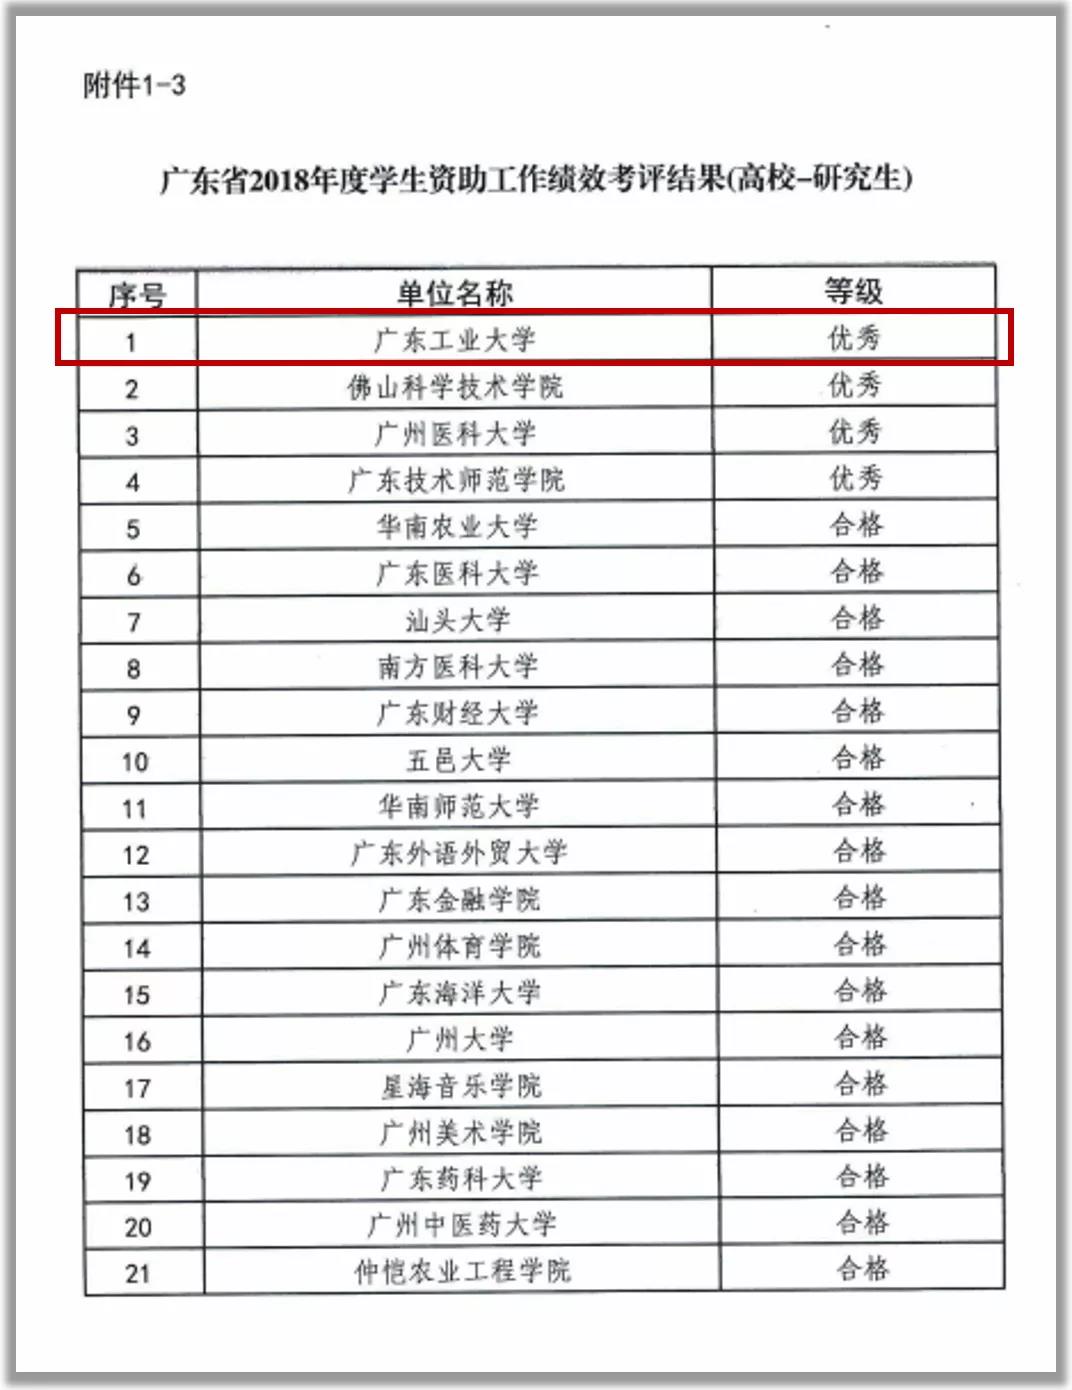 附件1-3
广东省2018年度学生资助工作绩效考评结果(高校-研究生)
序号 单位名称 等级
1 广东工业大学 优秀
2 佛山科学技术学院 优秀
3 广州医科大学 优秀
4 广东技术师范学院 优秀
5 华南农业大学 合格
6 广东医科大学 合格
7 汕头大学 合格
8 南方医科大学 合格
9 广东财经大学 合格
10 五邑大学 合格
11 华南师范大学 合格
12 广东外语外贸大学 合格
13 广东金融学院 合格
14 广州体育学院 合格
15 广东海洋大学 合格
16 广州大学 合格
17 星海音乐学院 合格
18 广州美术学院 合格
19 广东药科大学 合格
20 广州中医药大学 合格
21 仲恺农业工程学院 合格